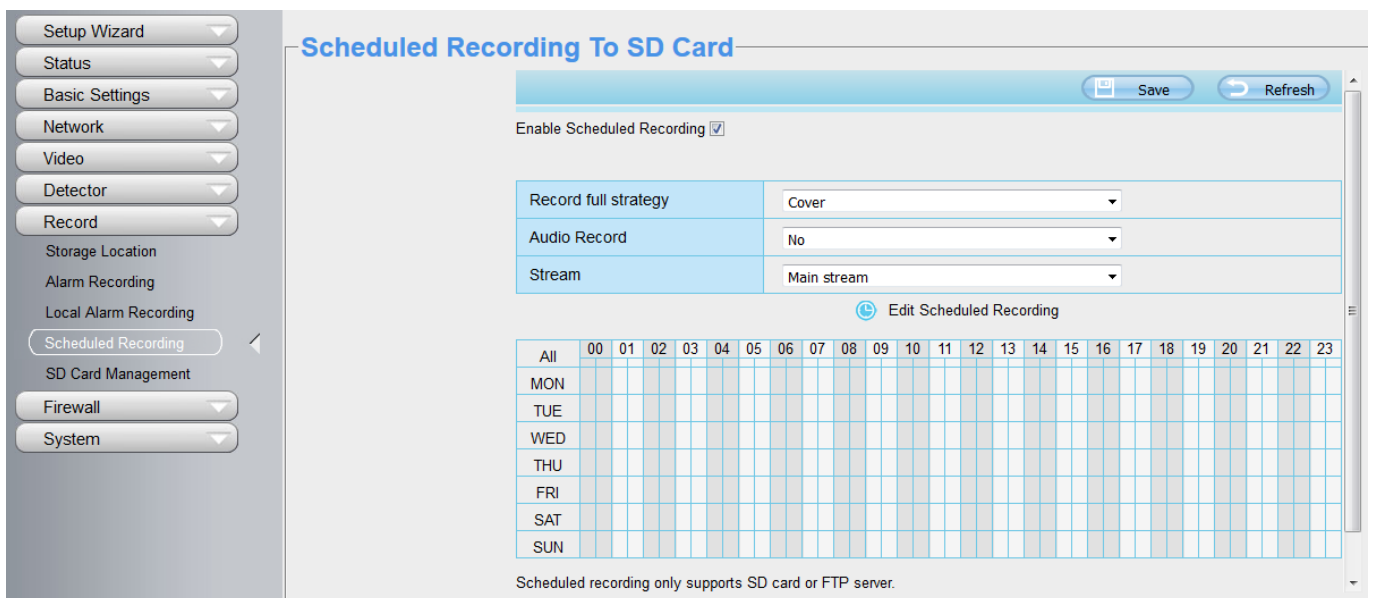 Setup Wizard
Status
Basic Settings
Network
Video
Detector
Record
Storage Location
Alarm Recording
Local Alarm Recording
Scheduled Recording
SD Card Management
Firewall
System
Scheduled Recording To SD Card
Save Refresh
Enable Scheduled Recording
Record full strategy Cover
Audio Record No
Stream Main stream
Edit Scheduled Recording
All 00 01 02 03 04 05 06 07 08 09 10 11 12 13 14 15 16 17 18 19 20 21 22 23
MON
TUE
WED
THU
FRI
SAT
SUN
Scheduled recording only supports SD card or FTP server.